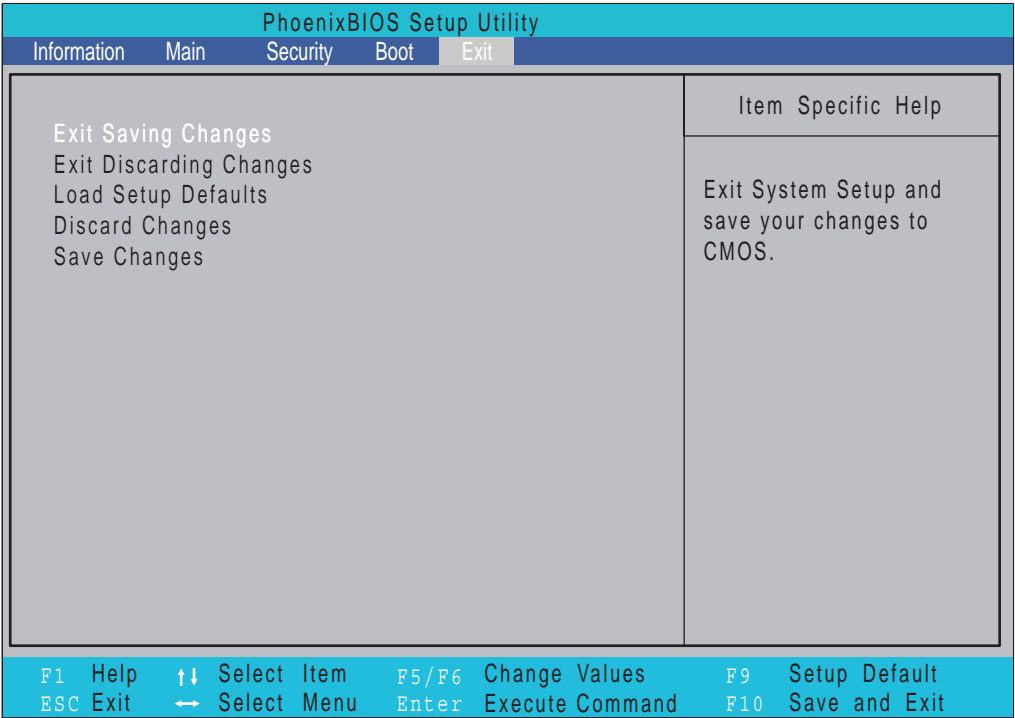 PhoenixBIOS Setup Utility
Information Main Security Boot Exit
Item Specific Help
Exit Saving Changes
Exit Discarding Changes
Load Setup Defaults
Discard Changes
Save Changes
Exit System Setup and
save your changes to
CMOS.
F1 Help ↑↓ Select Item F5/F6 Change Values F9 Setup Default
ESC Exit ↔ Select Menu Enter Execute Command F10 Save and Exit